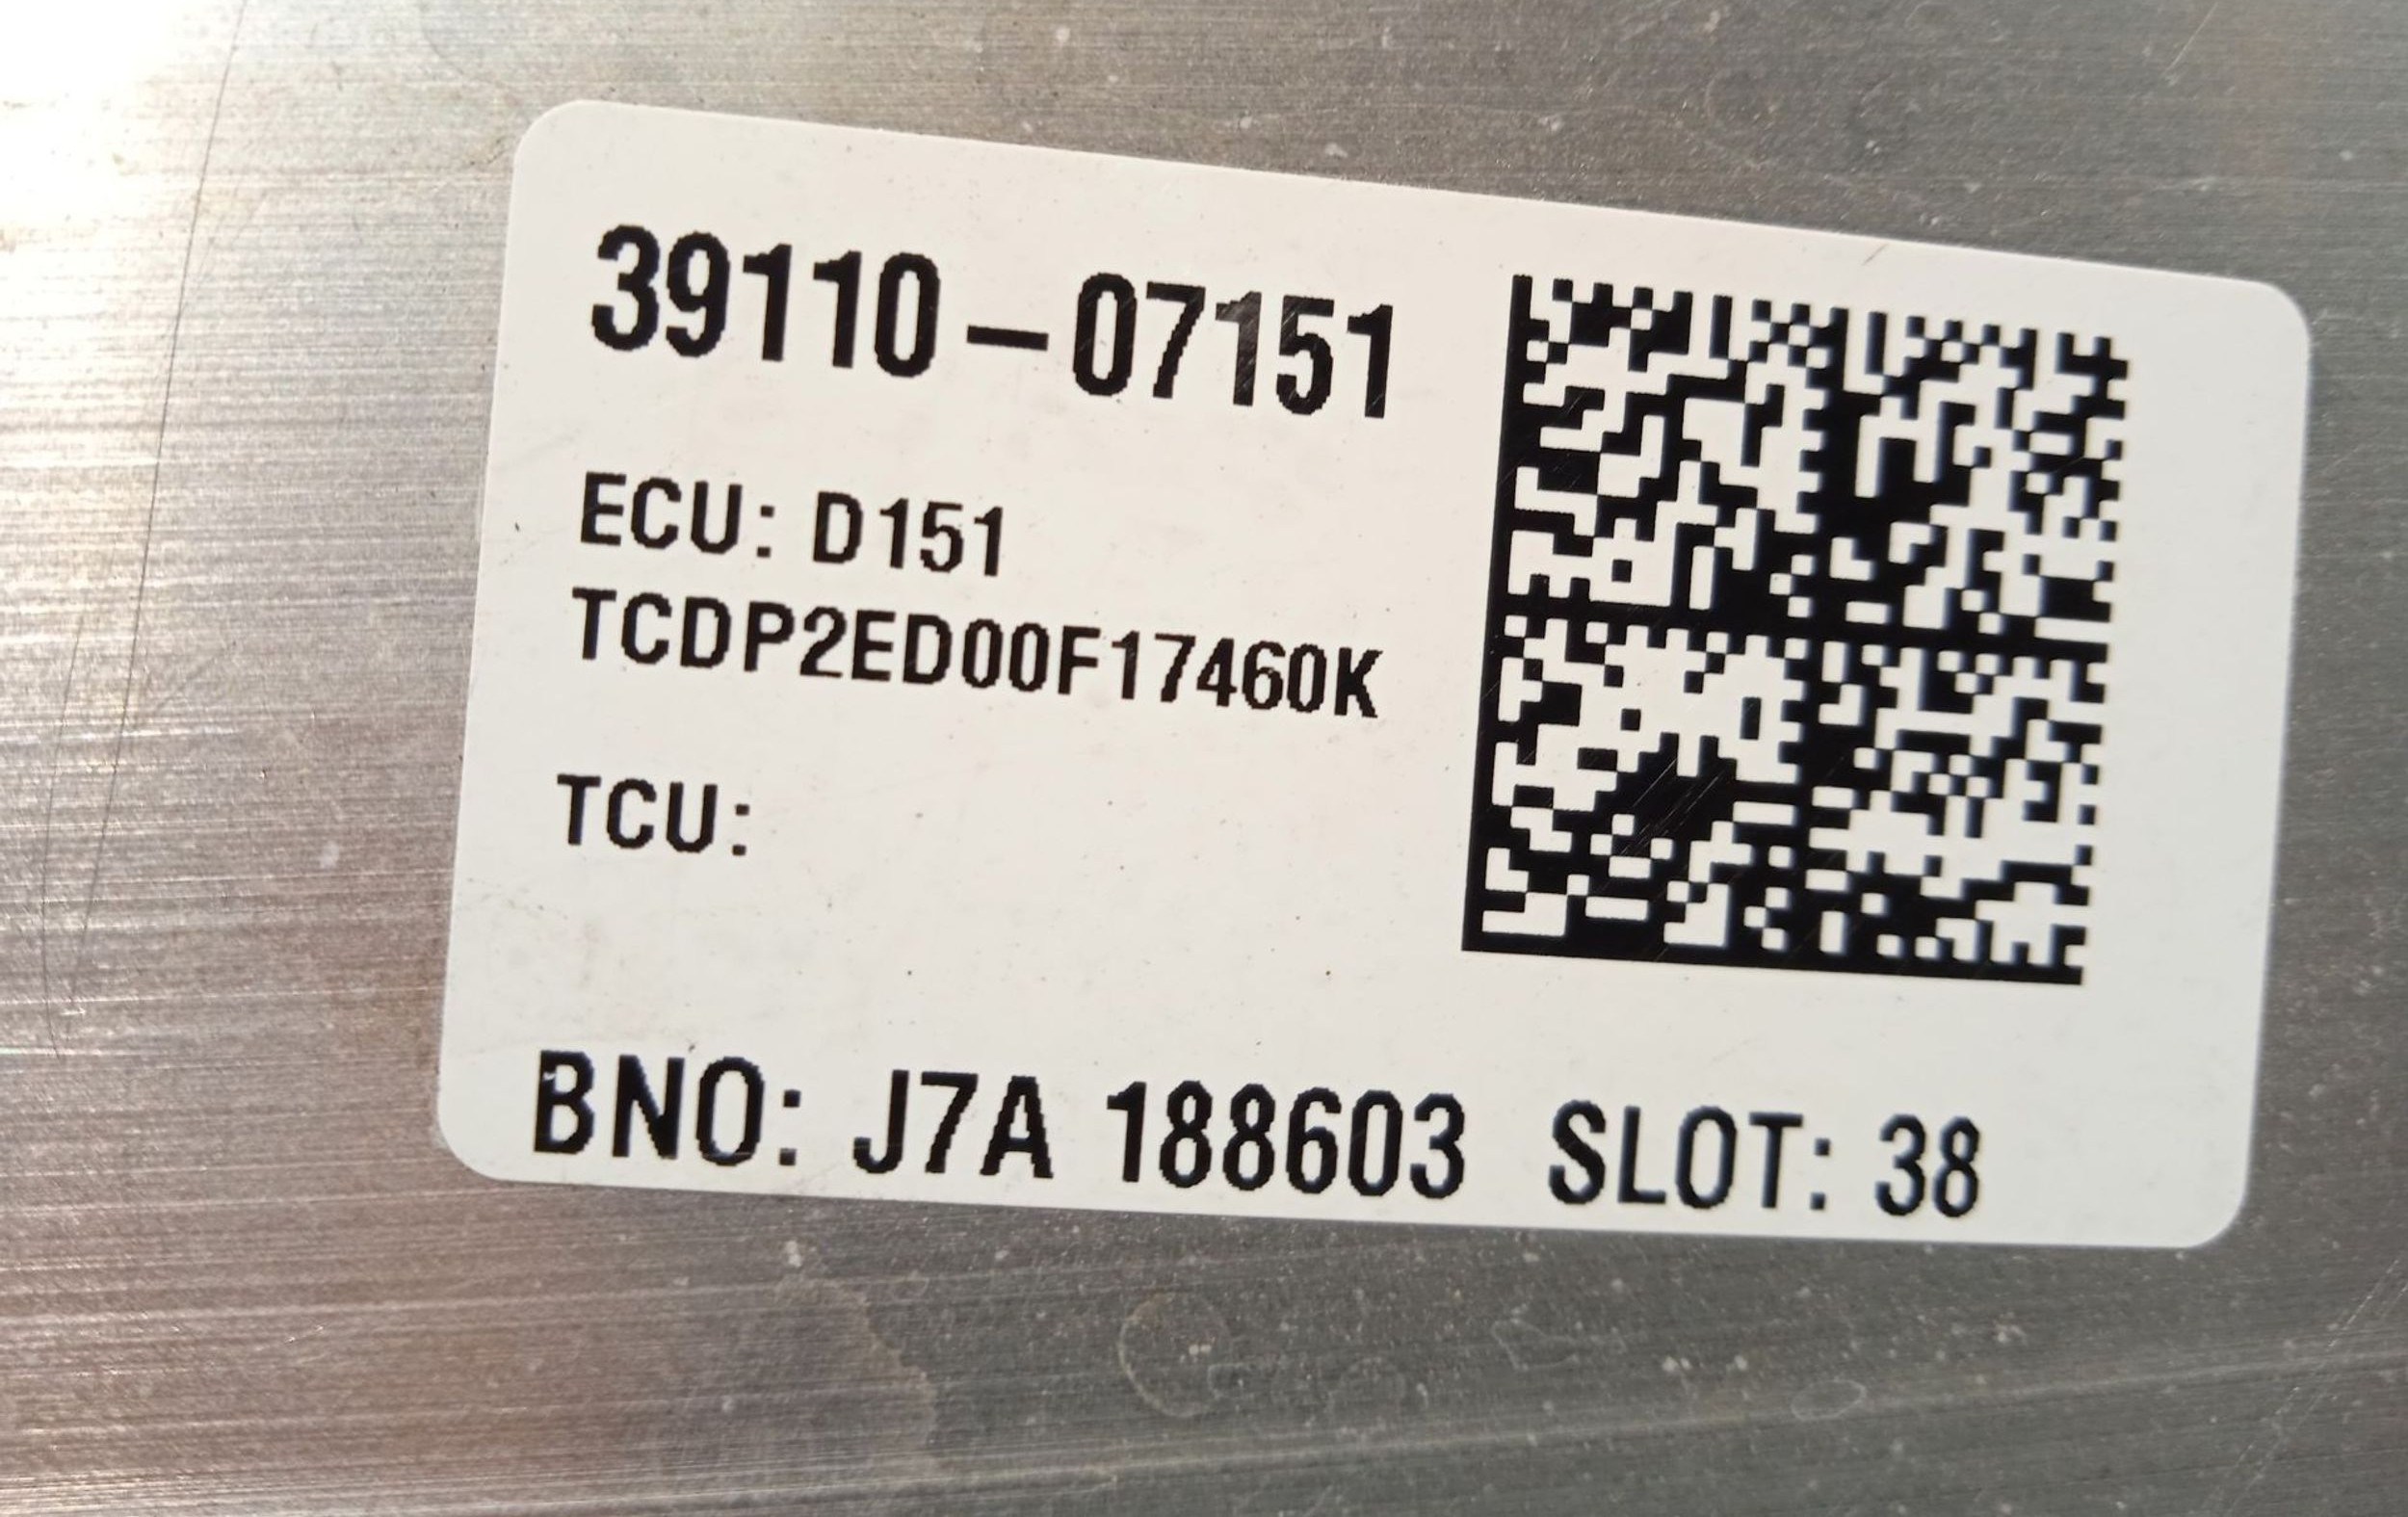 39110-07151
ECU: D151
TCDP2ED00F17460K
TCU:
BNO: J7A 188603 SLOT: 38